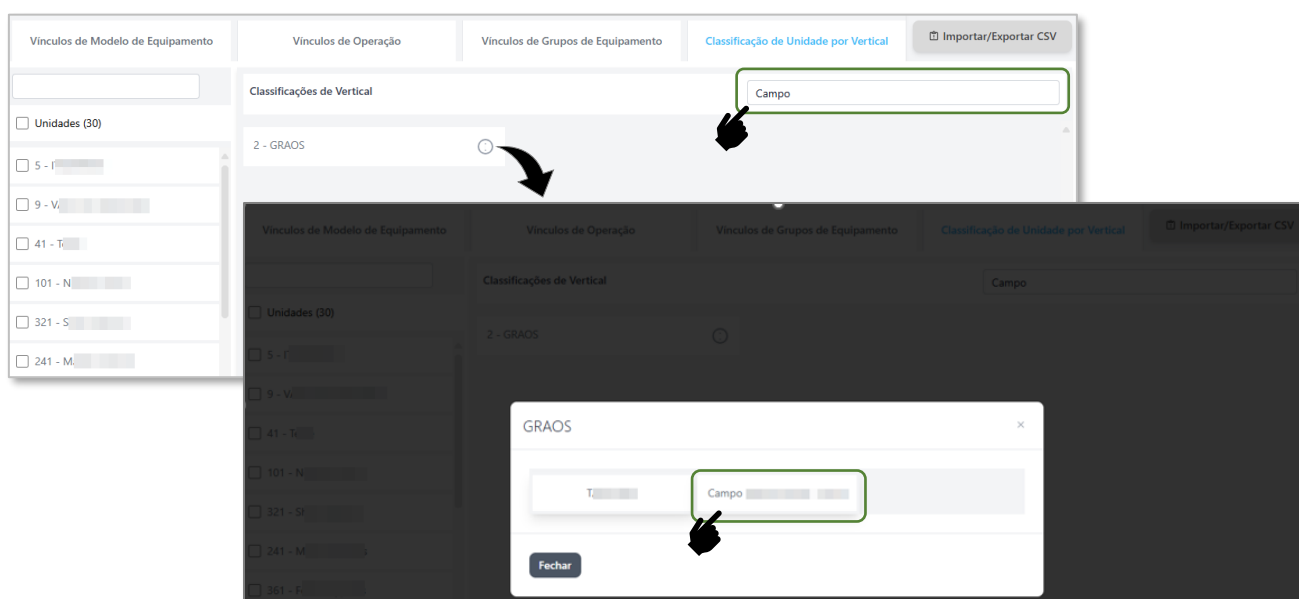 Vínculos de Modelo de Equipamento
Vínculos de Operação
Vínculos de Grupos de Equipamento
Classificação de Unidade por Vertical
Importar/Exportar CSV
Classificações de Vertical
Campo
Unidades (30)
2 - GRAOS
5 -
9 -
41 -
101 - N
321 - S
241 - M
Vínculos de Modelo de Equipamento
Vínculos de Operação
Vínculos de Grupos de Equipamento
Classificação de Unidade por Vertical
Importar/Exportar CSV
Classificações de Vertical
Campo
Unidades (30)
2 - GRAOS
5 -
9 -
41 -
101 - N
321 -
241 - M
361 -
GRAOS
×
Campo
Fechar